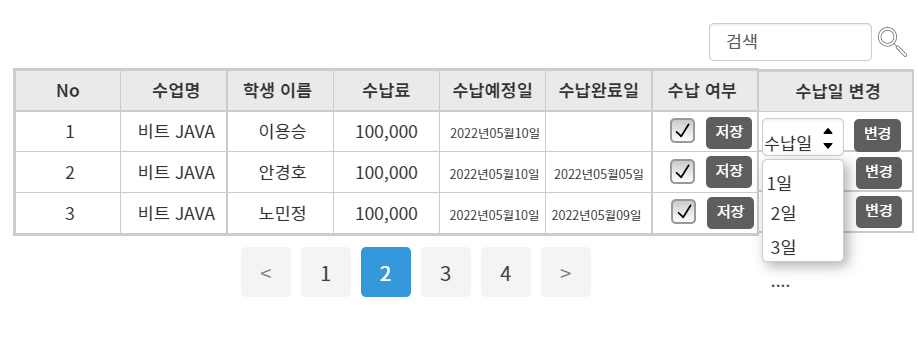 검색
No 수업명 학생 이름 수납료 수납예정일 수납완료일 수납 여부 수납일 변경
1 비트 JAVA 이용승 100,000 2022년05월10일 저장 수납일 변경
2 비트 JAVA 안경호 100,000 2022년05월10일 2022년05월05일 저장 1일 변경
3 비트 JAVA 노민정 100,000 2022년05월10일 2022년05월09일 저장 2일 변경
3일
....
< 1 2 3 4 >